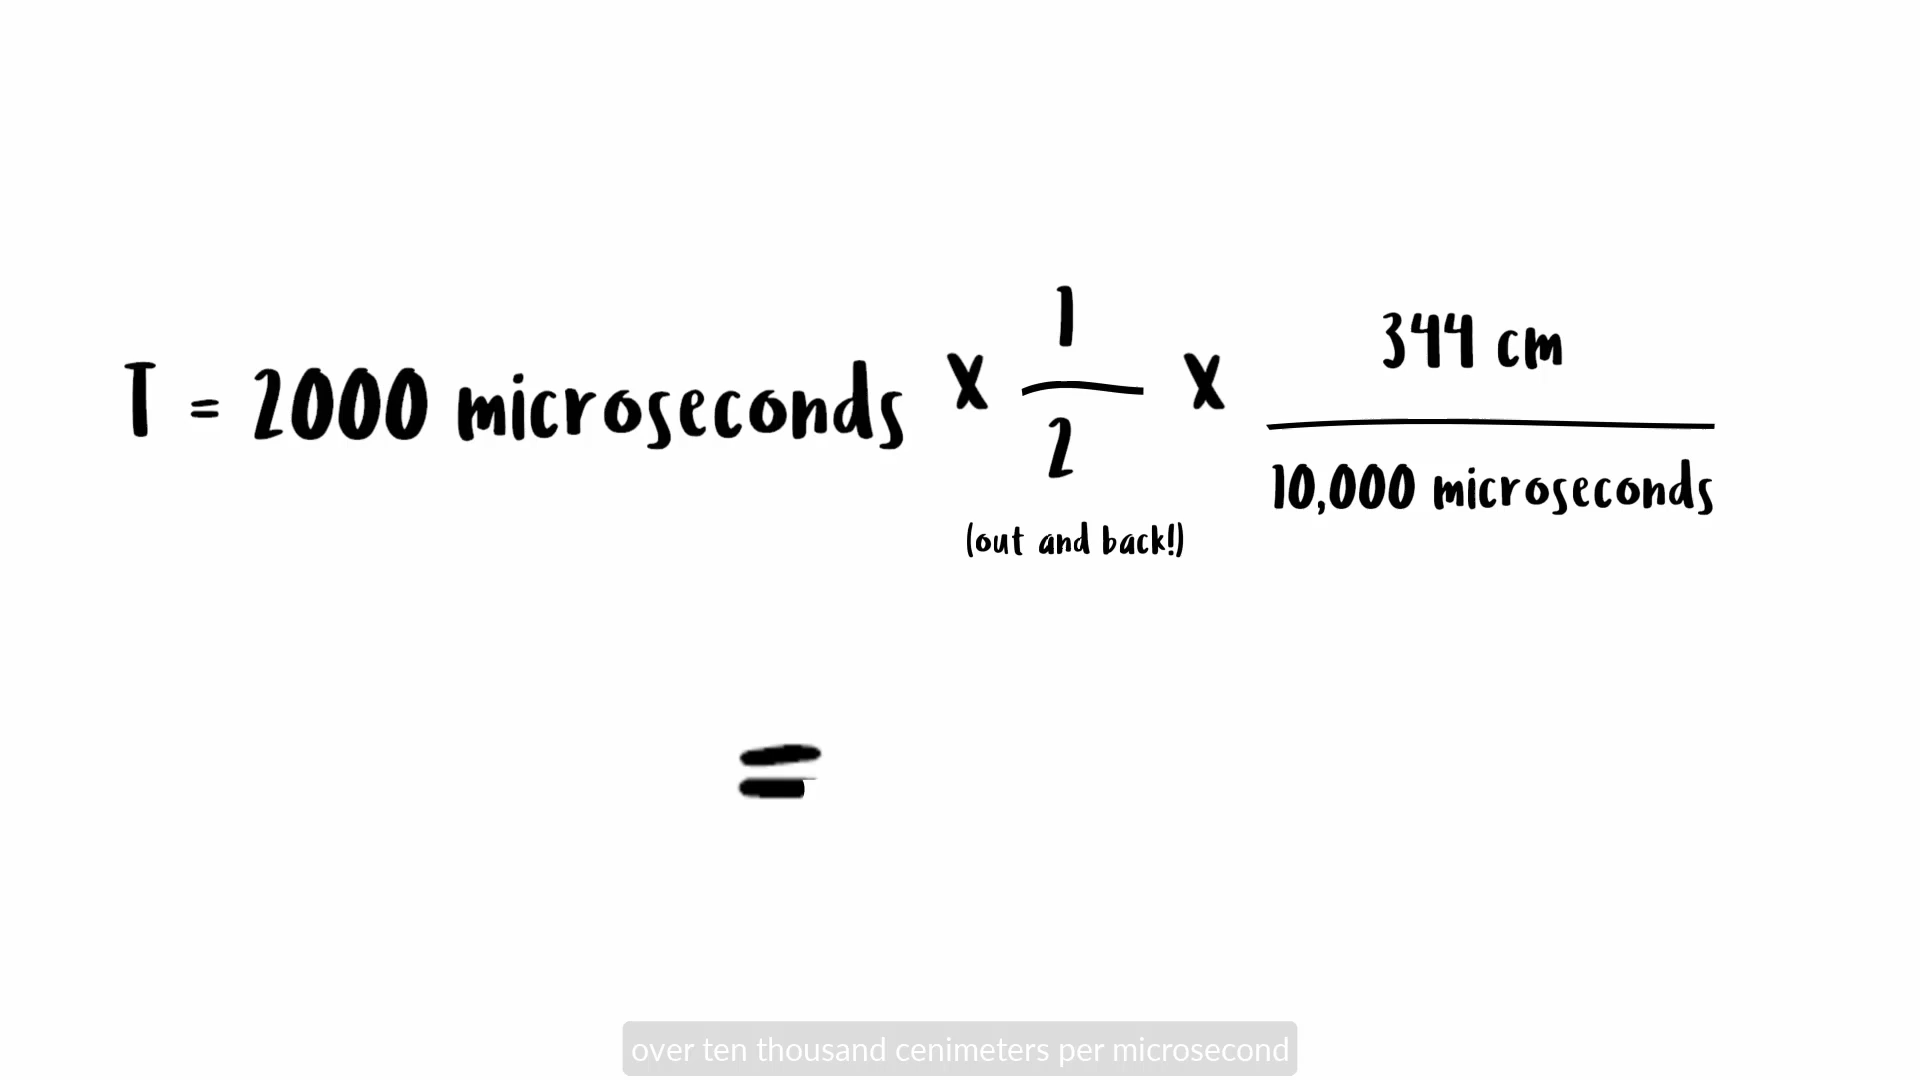 T = 2000 microseconds x 1/2 x 344 cm / 10,000 microseconds
(out and back!)
=
over ten thousand cenimeters per microsecond